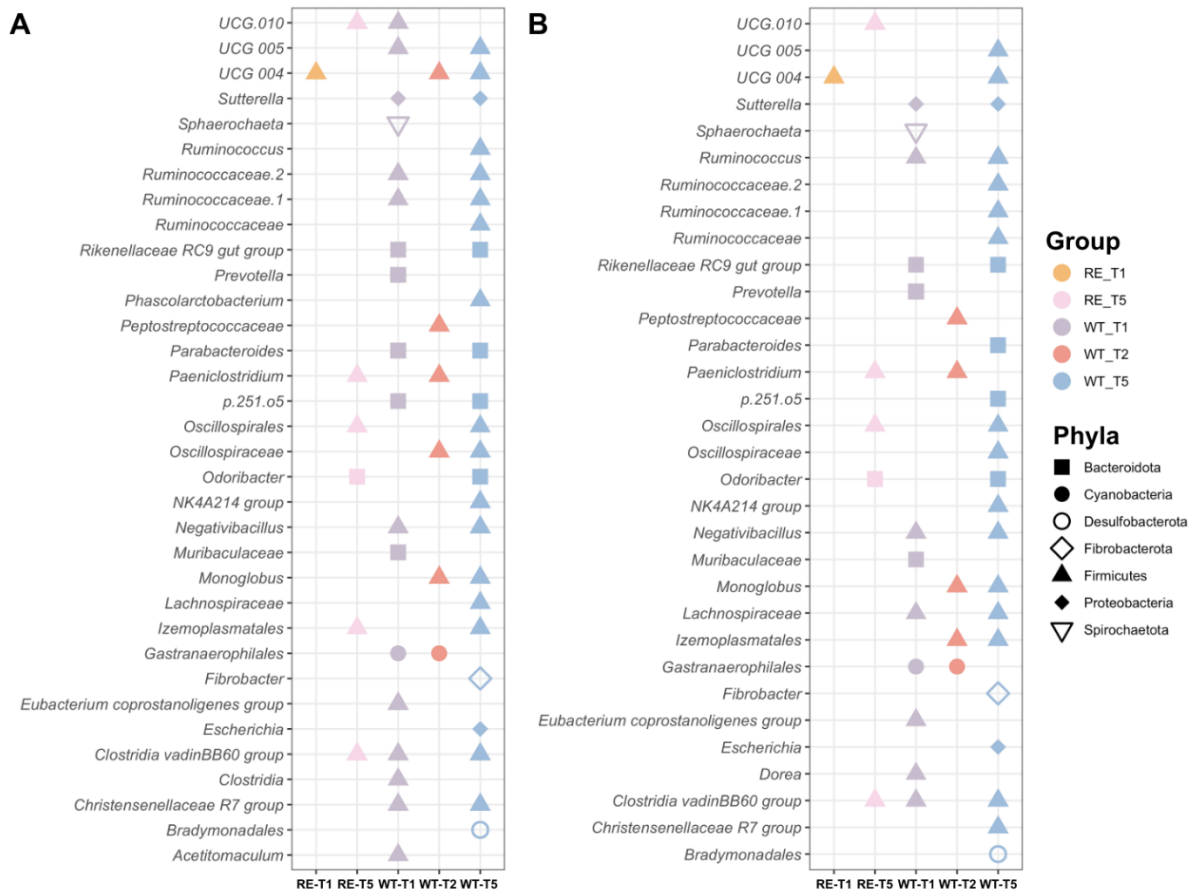 A
UCG.010
UCG 005
UCG 004
Sutterella
Sphaerochaeta
Ruminococcus
Ruminococcaceae.2
Ruminococcaceae.1
Ruminococcaceae
Rikenellaceae RC9 gut group
Prevotella
Phascolarctobacterium
Peptostreptococcaceae
Parabacteroides
Paeniclostridium
p.251.o5
Oscillospirales
Oscillospiraceae
Odoribacter
NK4A214 group
Negativibacillus
Muribaculaceae
Monoglobus
Lachnospiraceae
Izemoplasmatales
Gastranaerophilales
Fibrobacter
Eubacterium coprostanoligenes group
Escherichia
Clostridia vadinBB60 group
Clostridia
Christensenellaceae R7 group
Bradymonadales
Acetitomaculum
RE-T1 RE-T5 WT-T1 WT-T2 WT-T5
B
UCG.010
UCG 005
UCG 004
Sutterella
Sphaerochaeta
Ruminococcus
Ruminococcaceae.2
Ruminococcaceae.1
Ruminococcaceae
Rikenellaceae RC9 gut group
Prevotella
Peptostreptococcaceae
Parabacteroides
Paeniclostridium
p.251.o5
Oscillospirales
Oscillospiraceae
Odoribacter
NK4A214 group
Negativibacillus
Muribaculaceae
Monoglobus
Lachnospiraceae
Izemoplasmatales
Gastranaerophilales
Fibrobacter
Eubacterium coprostanoligenes group
Escherichia
Dorea
Clostridia vadinBB60 group
Christensenellaceae R7 group
Bradymonadales
RE-T1 RE-T5 WT-T1 WT-T2 WT-T5
Group
RE_T1
RE_T5
WT_T1
WT_T2
WT_T5
Phyla
Bacteroidota
Cyanobacteria
Desulfobacterota
Fibrobacterota
Firmicutes
Proteobacteria
Spirochaetota